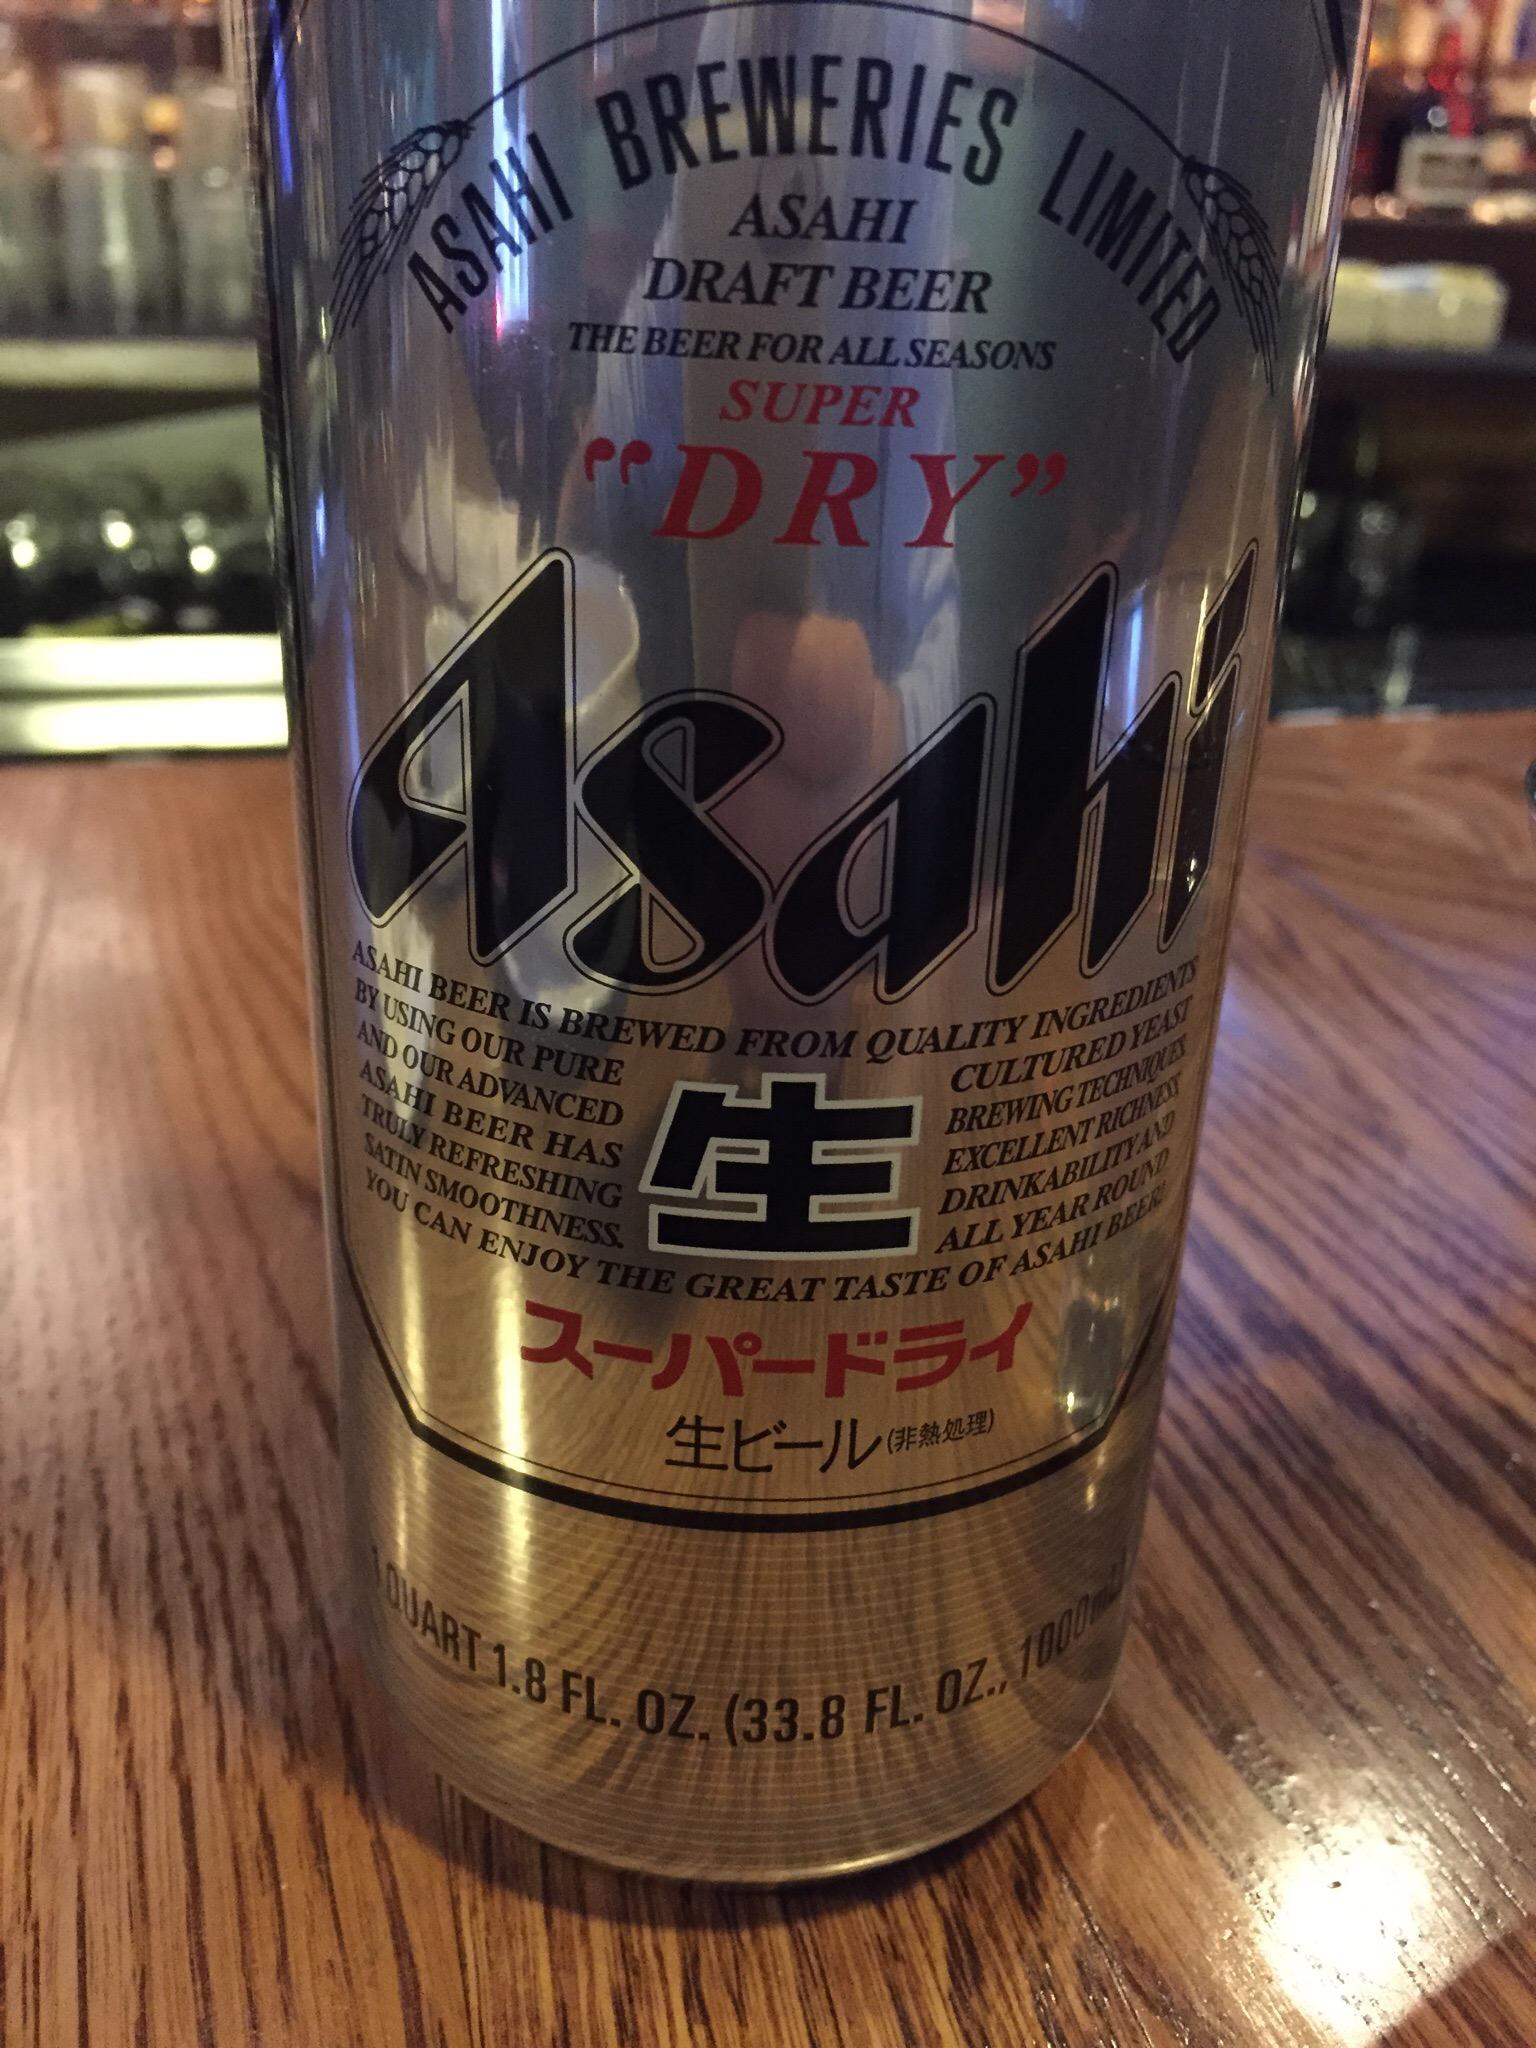 ASAHI BREWERIES LIMITED
ASAHI
DRAFT BEER
THE BEER FOR ALL SEASONS
SUPER
"DRY"
Asahi
ASAHI BEER IS BREWED FROM QUALITY INGREDIENTS
BY USING OUR PURE CULTURED YEAST
AND OUR ADVANCED BREWING TECHNIQUES.
ASAHI BEER HAS EXCELLENT RICHNESS,
TRULY REFRESHING DRINKABILITY AND
SATIN SMOOTHNESS. ALL YEAR ROUND
YOU CAN ENJOY THE GREAT TASTE OF ASAHI BEER!
生
スーパードライ
生ビール(非熱処理)
1 QUART 1.8 FL. OZ. (33.8 FL. OZ., 1000mL)